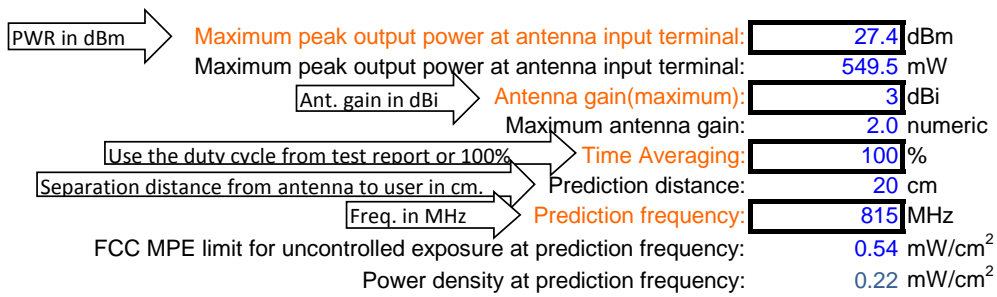 PWR in dBm Maximum peak output power at antenna input terminal: 27.4 dBm
Maximum peak output power at antenna input terminal: 549.5 mW
Ant. gain in dBi Antenna gain(maximum): 3 dBi
Maximum antenna gain: 2.0 numeric
Use the duty cycle from test report or 100% Time Averaging: 100 %
Separation distance from antenna to user in cm. Prediction distance: 20 cm
Freq. in MHz Prediction frequency: 815 MHz
FCC MPE limit for uncontrolled exposure at prediction frequency: 0.54 mW/cm²
Power density at prediction frequency: 0.22 mW/cm²